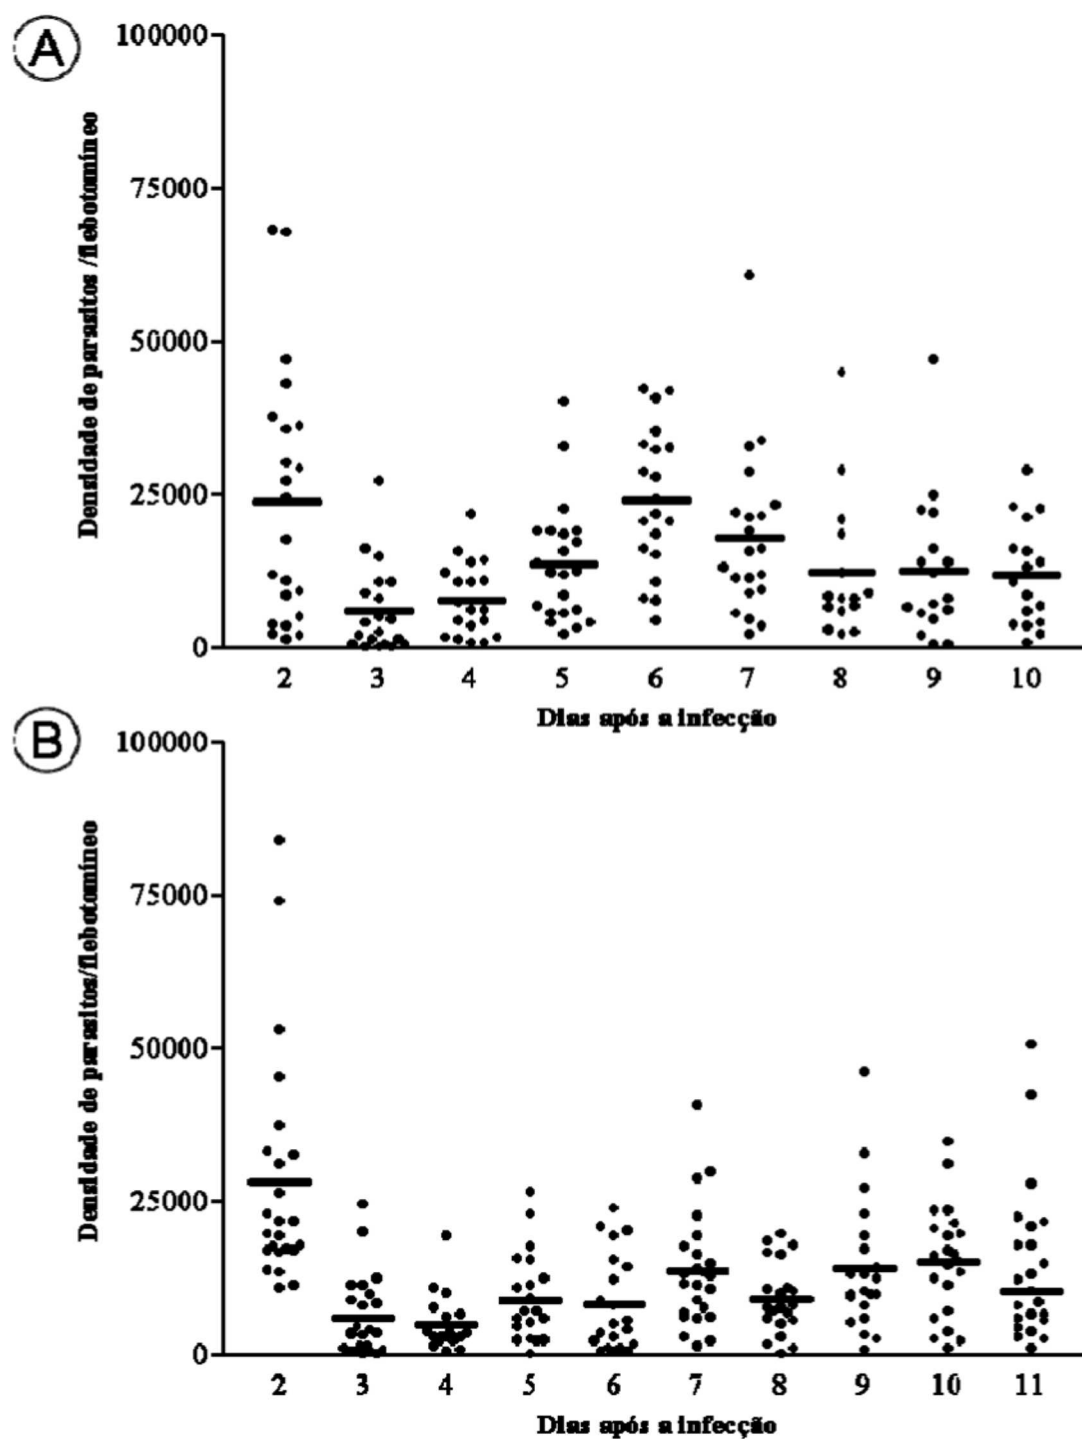 A
100000
75000
50000
25000
0
Densidade de parasitos /flebotomíneo
2 3 4 5 6 7 8 9 10
Dias após a infecção
B
100000
75000
50000
25000
0
Densidade de parasitos/flebotomíneo
2 3 4 5 6 7 8 9 10 11
Dias após a infecção